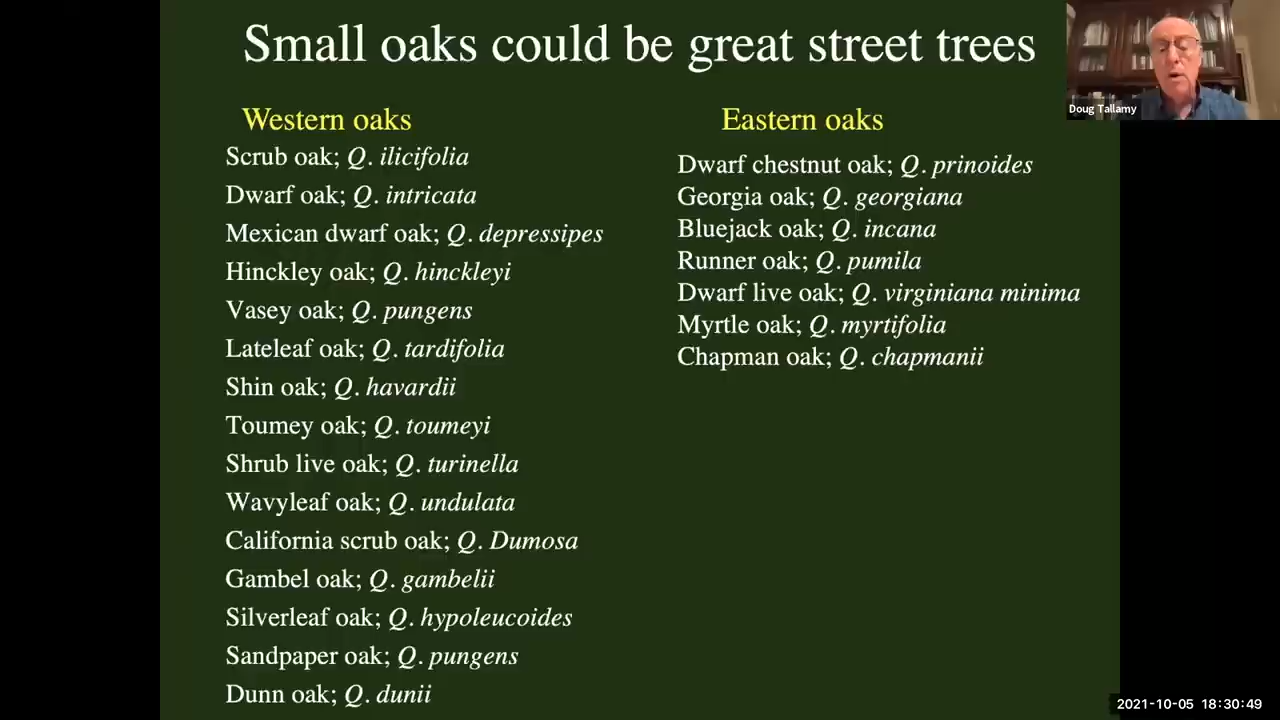 Small oaks could be great street trees
Doug Tallamy
Western oaks
Scrub oak; Q. ilicifolia
Dwarf oak; Q. intricata
Mexican dwarf oak; Q. depressipes
Hinckley oak; Q. hinckleyi
Vasey oak; Q. pungens
Lateleaf oak; Q. tardifolia
Shin oak; Q. havardii
Toumey oak; Q. toumeyi
Shrub live oak; Q. turinella
Wavyleaf oak; Q. undulata
California scrub oak; Q. Dumosa
Gambel oak; Q. gambelii
Silverleaf oak; Q. hypoleucoides
Sandpaper oak; Q. pungens
Dunn oak; Q. dunii
Eastern oaks
Dwarf chestnut oak; Q. prinoides
Georgia oak; Q. georgiana
Bluejack oak; Q. incana
Runner oak; Q. pumila
Dwarf live oak; Q. virginiana minima
Myrtle oak; Q. myrtifolia
Chapman oak; Q. chapmanii
2021-10-05 18:30:49